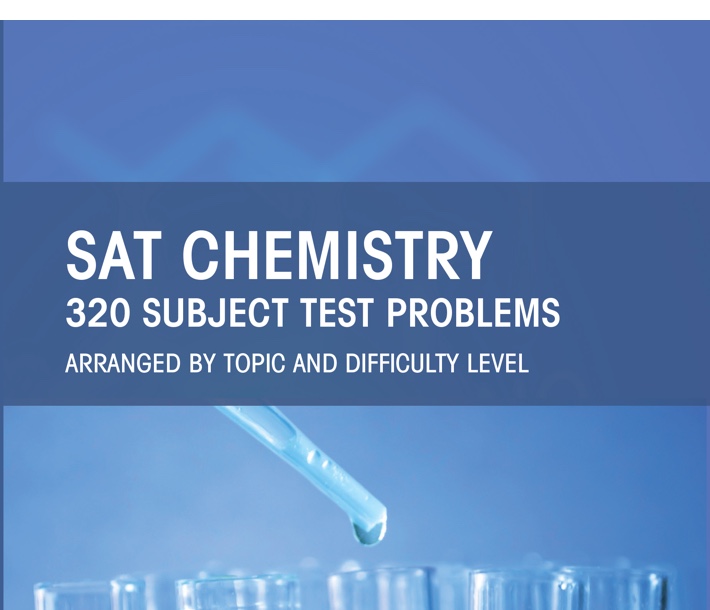 SAT CHEMISTRY
320 SUBJECT TEST PROBLEMS
ARRANGED BY TOPIC AND DIFFICULTY LEVEL